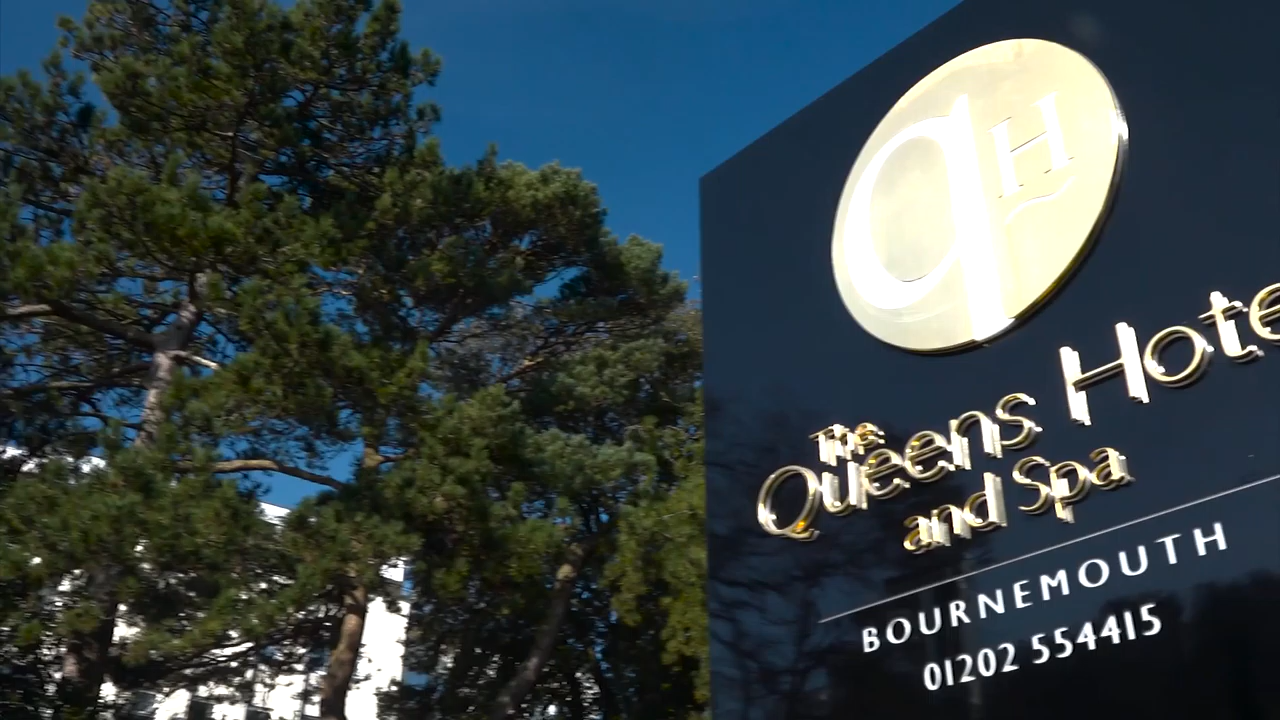 qH
The
Queens Hote
and Spa
BOURNEMOUTH
01202 554415